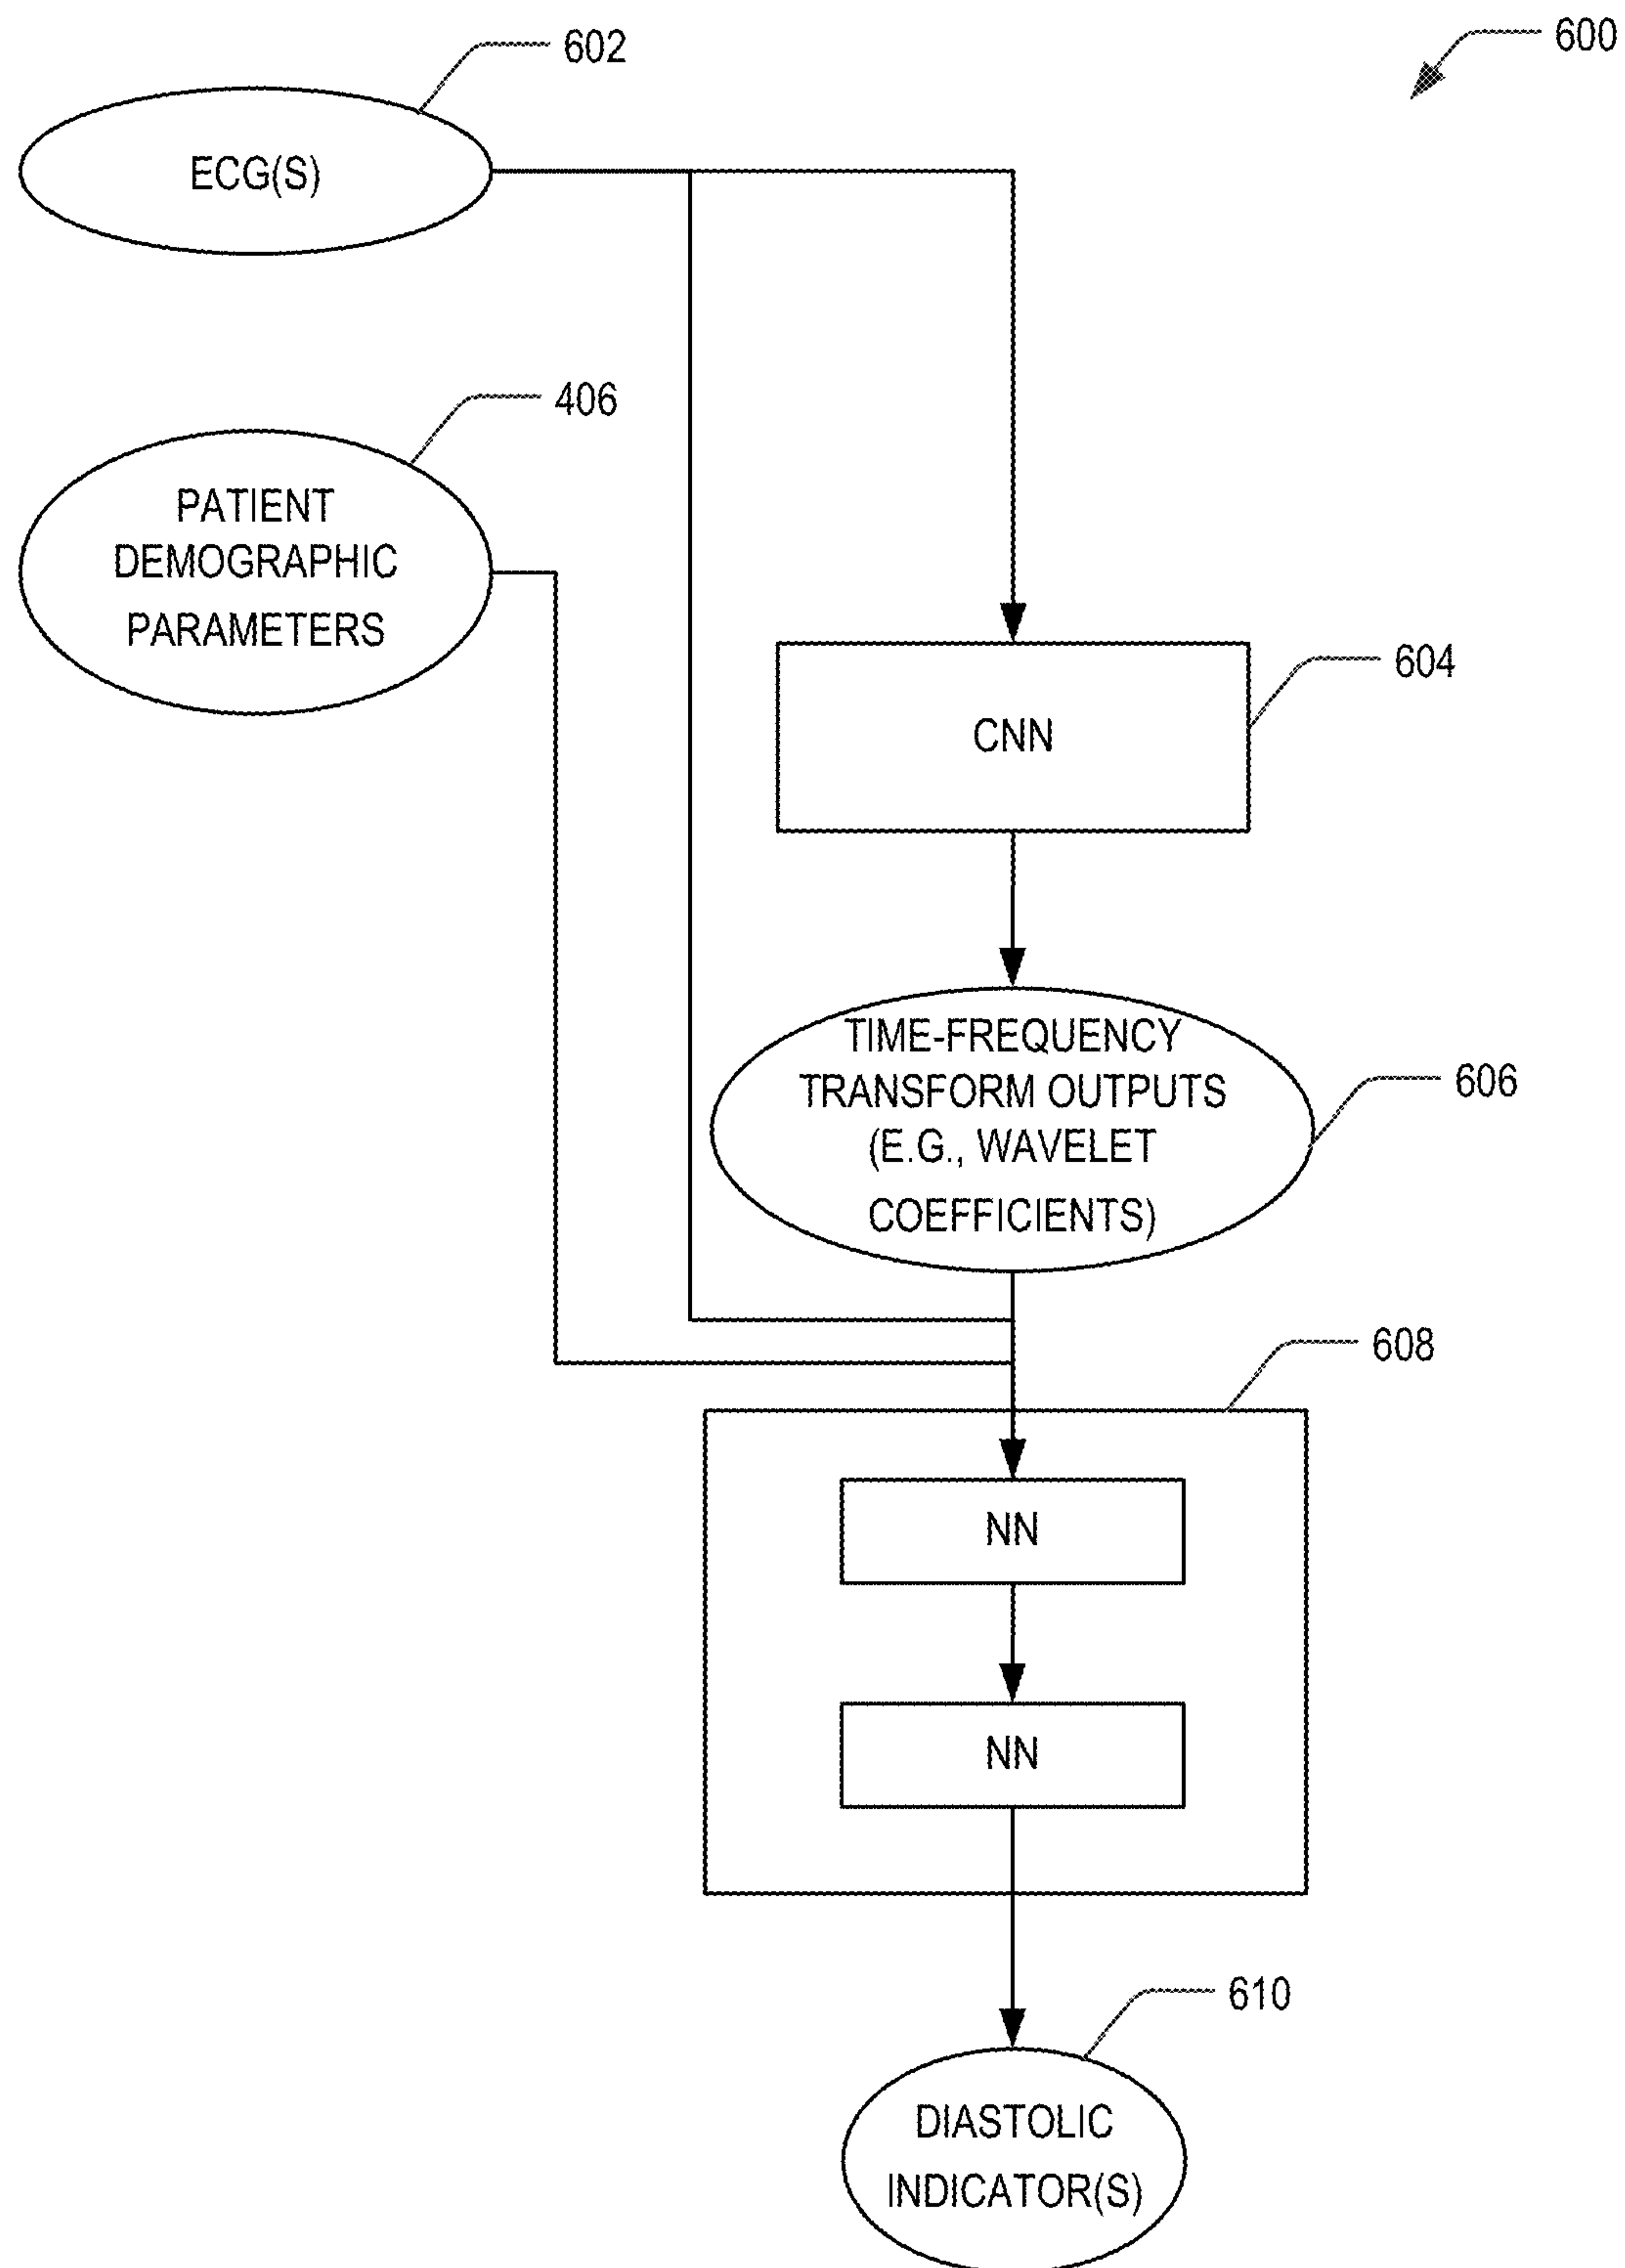 602
600
ECG(S)
406
PATIENT
DEMOGRAPHIC
PARAMETERS
604
CNN
TIME-FREQUENCY
TRANSFORM OUTPUTS
606
(E.G., WAVELET
COEFFICIENTS)
608
NN
NN
610
DIASTOLIC
INDICATOR(S)